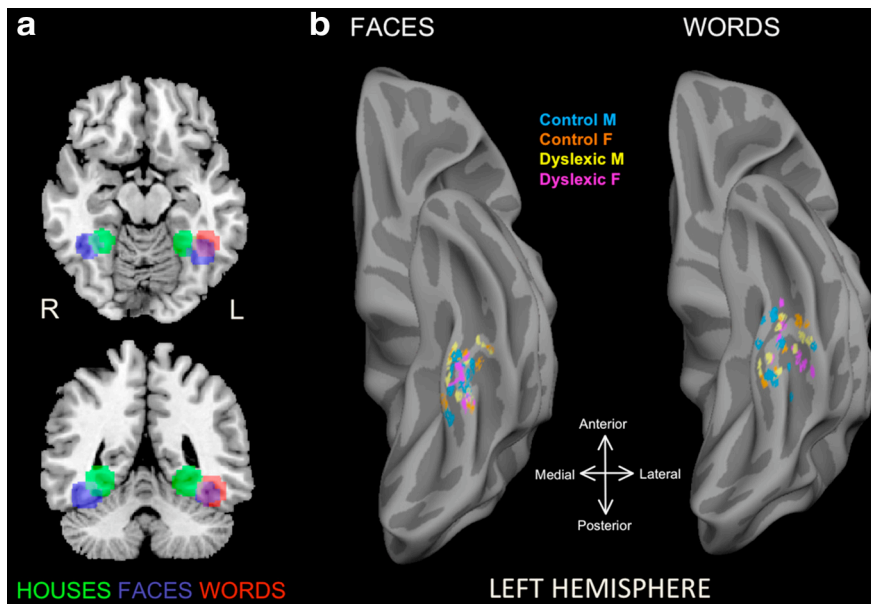 a
b
FACES
WORDS
Control M
Control F
Dyslexic M
Dyslexic F
R
L
Anterior
Medial
Lateral
Posterior
HOUSES FACES WORDS
LEFT HEMISPHERE